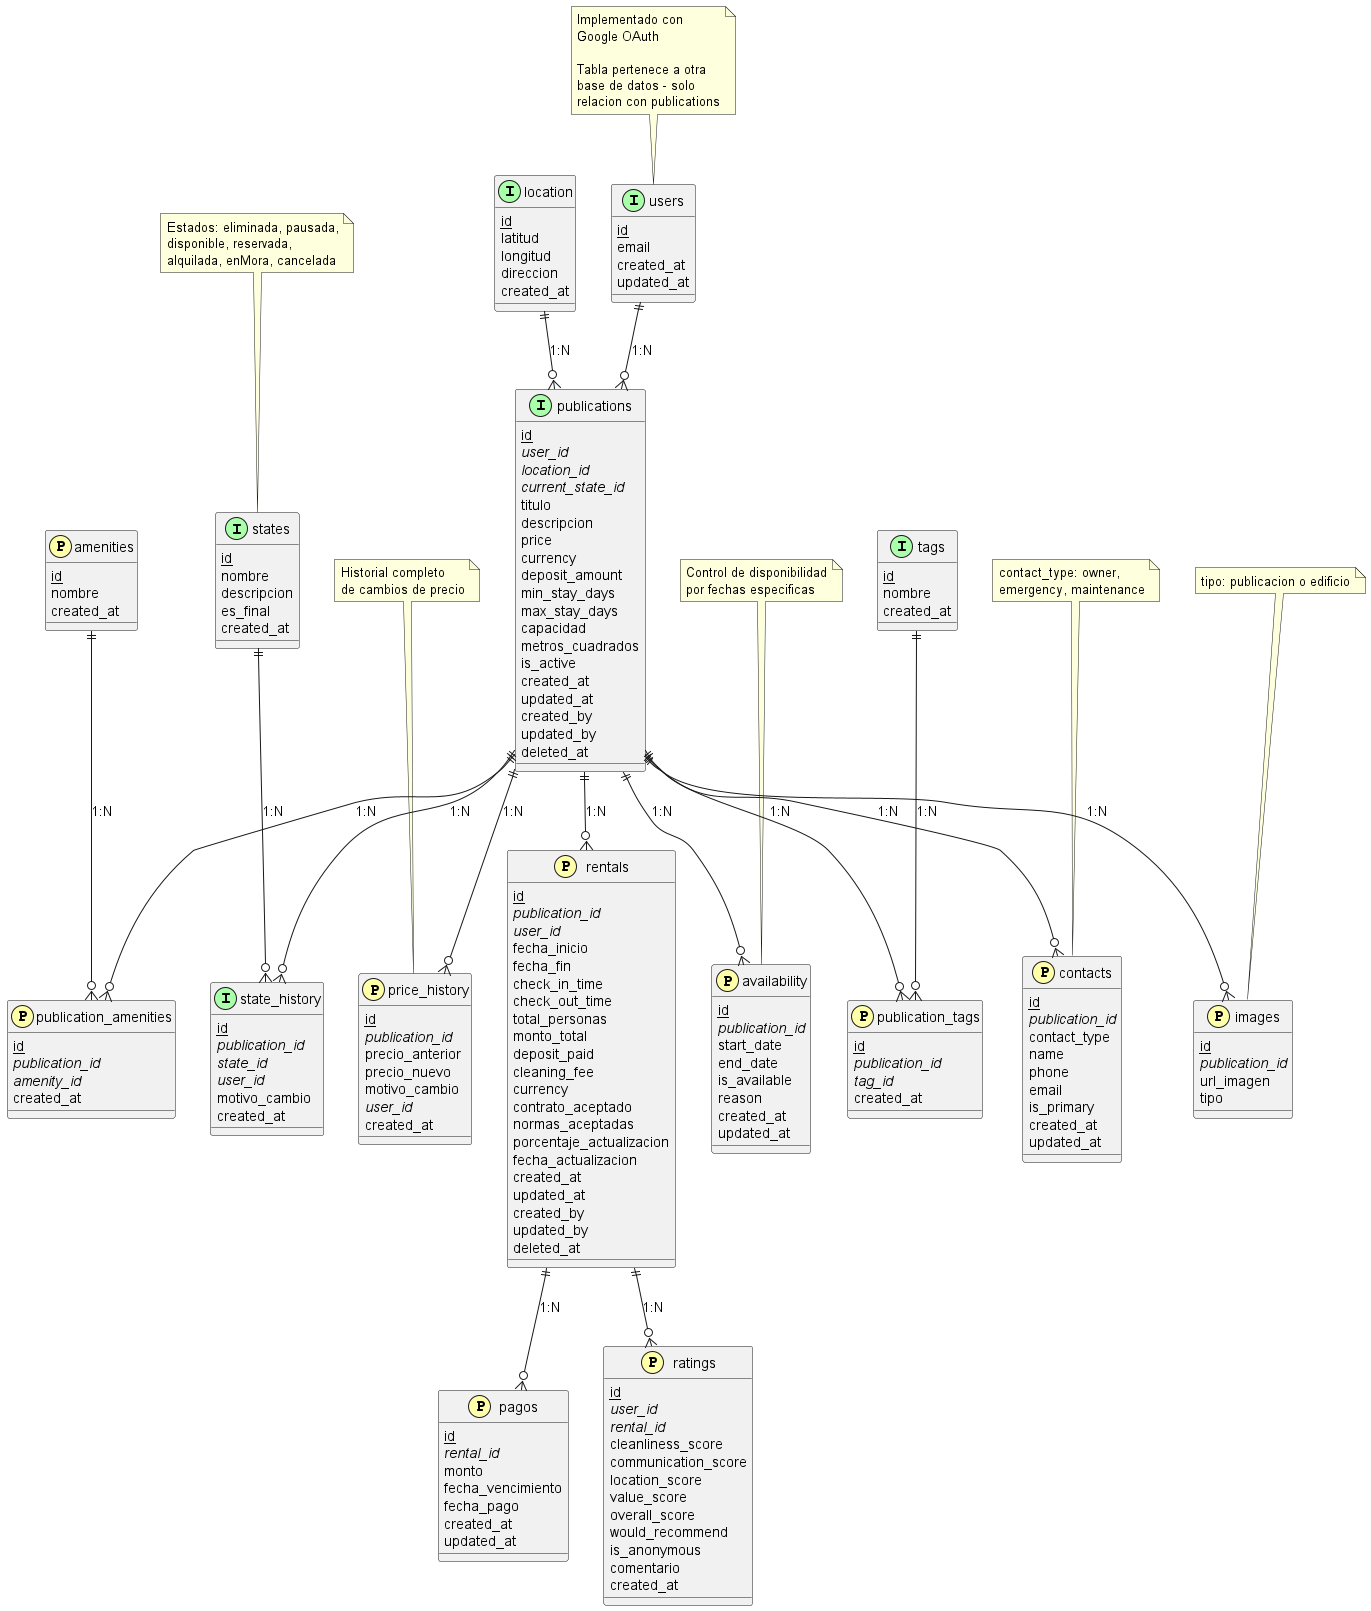 Implementado con
Google OAuth
Tabla pertenece a otra
base de datos - solo
relacion con publications
I location
id
latitud
longitud
direccion
created_at
I users
id
email
created_at
updated_at
Estados: eliminada, pausada,
disponible, reservada,
alquilada, enMora, cancelada
1:N
1:N
I publications
id
user_id
location_id
current_state_id
titulo
descripcion
price
currency
deposit_amount
min_stay_days
max_stay_days
capacidad
metros_cuadrados
is_active
created_at
updated_at
created_by
updated_by
deleted_at
P amenities
id
nombre
created_at
I states
id
nombre
descripcion
es_final
created_at
Historial completo
de cambios de precio
Control de disponibilidad
por fechas especificas
I tags
id
nombre
created_at
contact_type: owner,
emergency, maintenance
tipo: publicacion o edificio
1:N
1:N
1:N
1:N
1:N
1:N
1:N
1:N
1:N
1:N
1:N
P publication_amenities
id
publication_id
amenity_id
created_at
I state_history
id
publication_id
state_id
user_id
motivo_cambio
created_at
P price_history
id
publication_id
precio_anterior
precio_nuevo
motivo_cambio
user_id
created_at
P rentals
id
publication_id
user_id
fecha_inicio
fecha_fin
check_in_time
check_out_time
total_personas
monto_total
deposit_paid
cleaning_fee
currency
contrato_aceptado
normas_aceptadas
porcentaje_actualizacion
fecha_actualizacion
created_at
updated_at
created_by
updated_by
deleted_at
P availability
id
publication_id
start_date
end_date
is_available
reason
created_at
updated_at
P publication_tags
id
publication_id
tag_id
created_at
P contacts
id
publication_id
contact_type
name
phone
email
is_primary
created_at
updated_at
P images
id
publication_id
url_imagen
tipo
1:N
1:N
P pagos
id
rental_id
monto
fecha_vencimiento
fecha_pago
created_at
updated_at
P ratings
id
user_id
rental_id
cleanliness_score
communication_score
location_score
value_score
overall_score
would_recommend
is_anonymous
comentario
created_at